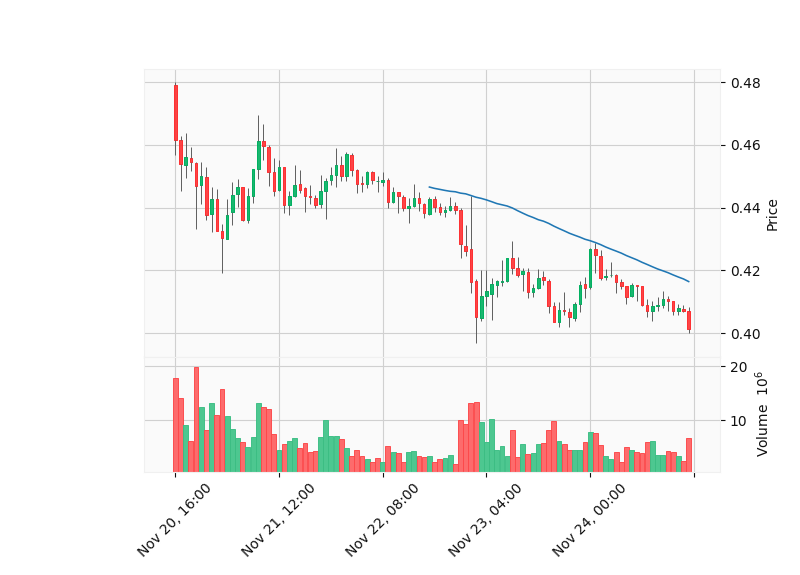 0.48
0.46
0.44
0.42
0.40
Price
20
10
Volume 10^6
Nov 20, 16:00
Nov 21, 12:00
Nov 22, 08:00
Nov 23, 04:00
Nov 24, 00:00